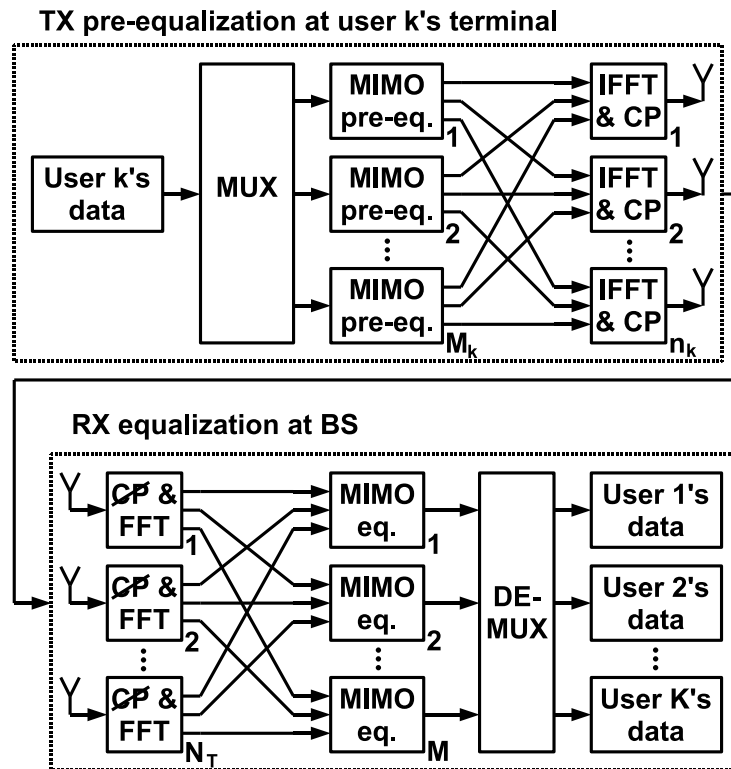 TX pre-equalization at user k's terminal
User k's
data
MUX
MIMO
pre-eq.
1
MIMO
pre-eq.
2
MIMO
pre-eq.
M_k
IFFT
& CP
1
IFFT
& CP
2
IFFT
& CP
n_k
RX equalization at BS
CP &
FFT
1
CP &
FFT
2
CP &
FFT
N_T
MIMO
eq.
1
MIMO
eq.
2
MIMO
eq.
M
DE-
MUX
User 1's
data
User 2's
data
User K's
data